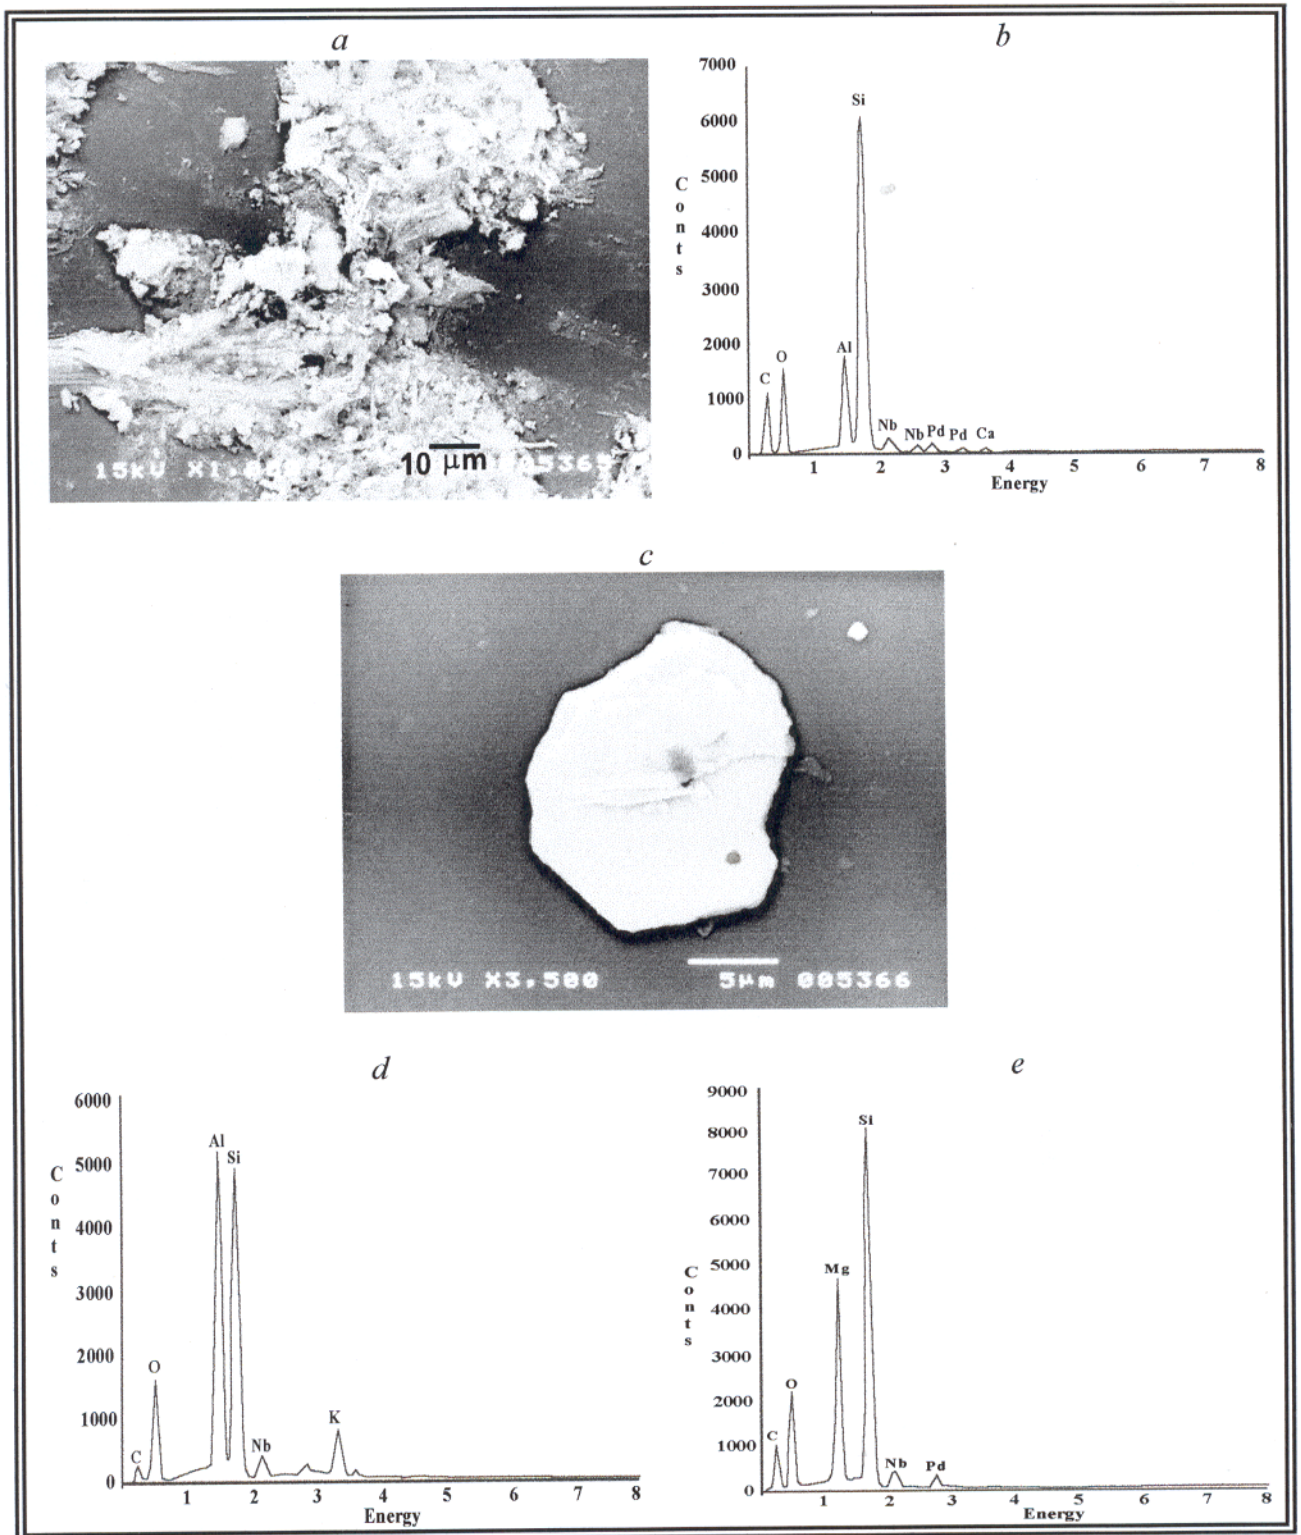 a
b
15kV X1,
10 μm
7000
6000
5000
4000
3000
2000
1000
0
C
o
n
t
s
C
O
Al
Si
Nb
Nb
Pd
Pd
Ca
1 2 3 4 5 6 7 8
Energy
c
15kV X3,500 5μm 005366
d
6000
5000
4000
3000
2000
1000
0
C
o
n
t
s
C
O
Al
Si
Nb
K
1 2 3 4 5 6 7 8
Energy
e
9000
8000
7000
6000
5000
4000
3000
2000
1000
0
C
o
n
t
s
C
O
Mg
Si
Nb
Pd
1 2 3 4 5 6 7 8
Energy